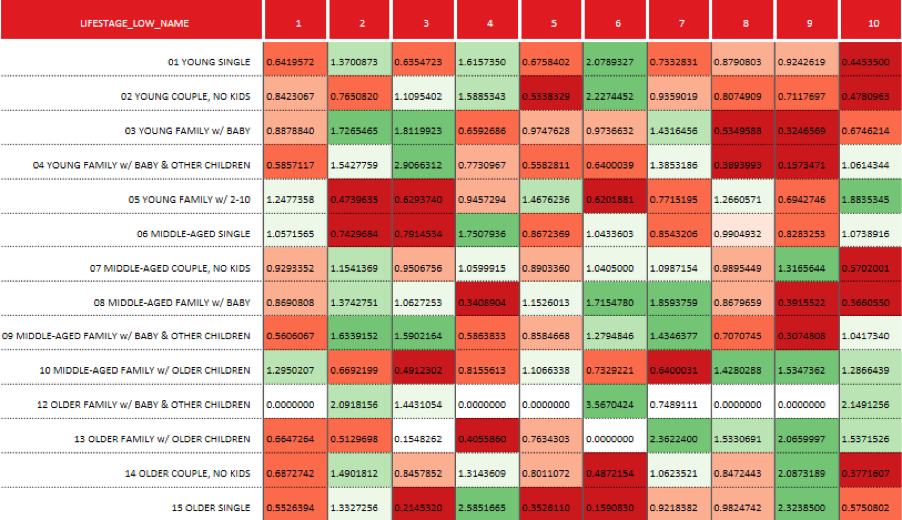 LIFESTAGE_LOW_NAME 1 2 3 4 5 6 7 8 9 10
01 YOUNG SINGLE 0.6419572 1.3700873 0.6354723 1.6157350 0.6758402 2.0789327 0.7332831 0.8790803 0.9242619 0.4453500
02 YOUNG COUPLE, NO KIDS 0.8423067 0.7650820 1.1095402 1.5885343 0.5338329 2.2274452 0.9359019 0.8074909 0.7117697 0.4780963
03 YOUNG FAMILY w/ BABY 0.8878840 1.7265465 1.8119923 0.6592686 0.9747628 0.9736632 1.4316456 0.5349588 0.3246569 0.6746214
04 YOUNG FAMILY w/ BABY & OTHER CHILDREN 0.5857117 1.5427759 1.9066312 0.7730967 0.5582811 0.6400039 1.3853186 0.3893993 0.1573471 1.0614344
05 YOUNG FAMILY w/ 2-10 1.2477358 0.4739635 0.6293740 0.9457294 1.4676236 0.6201881 0.7715195 1.2660571 0.6942746 1.8835345
06 MIDDLE-AGED SINGLE 1.0571565 0.7429684 0.7914534 1.7507936 0.8672369 1.0433603 0.8543206 0.9904932 0.8283253 1.0738916
07 MIDDLE-AGED COUPLE, NO KIDS 0.9293352 1.1541369 0.9506756 1.0599915 0.8903360 1.0405000 1.0987154 0.9895449 1.3165644 0.5702001
08 MIDDLE-AGED FAMILY w/ BABY 0.8690808 1.3742751 1.0627253 0.3408904 1.1526013 1.7154780 1.8593759 0.8679659 0.3915522 0.3660550
09 MIDDLE-AGED FAMILY w/ BABY & OTHER CHILDREN 0.5606067 1.6339152 1.5902164 0.5863833 0.8584668 1.2794846 1.4346377 0.7070745 0.3074808 1.0417340
10 MIDDLE-AGED FAMILY w/ OLDER CHILDREN 1.2950207 0.6692199 0.4912302 0.8155613 1.1066338 0.7329221 0.6400031 1.4280288 1.5347362 1.2866439
12 OLDER FAMILY w/ BABY & OTHER CHILDREN 0.0000000 2.0918156 1.4431054 0.0000000 0.0000000 3.5670424 0.7489111 0.0000000 0.0000000 2.1491256
13 OLDER FAMILY w/ OLDER CHILDREN 0.6647264 0.5129698 0.1548262 0.4055860 0.7634303 0.0000000 2.3622400 1.5330691 2.0659997 1.5371526
14 OLDER COUPLE, NO KIDS 0.6872742 1.4901812 0.8457852 1.3143609 0.8011072 0.4872154 1.0623521 0.8472443 2.0873189 0.5771607
15 OLDER SINGLE 0.5526394 1.3327256 0.2145320 2.5851665 0.3526110 0.1590830 0.9218382 0.9824742 2.3238500 0.5750802